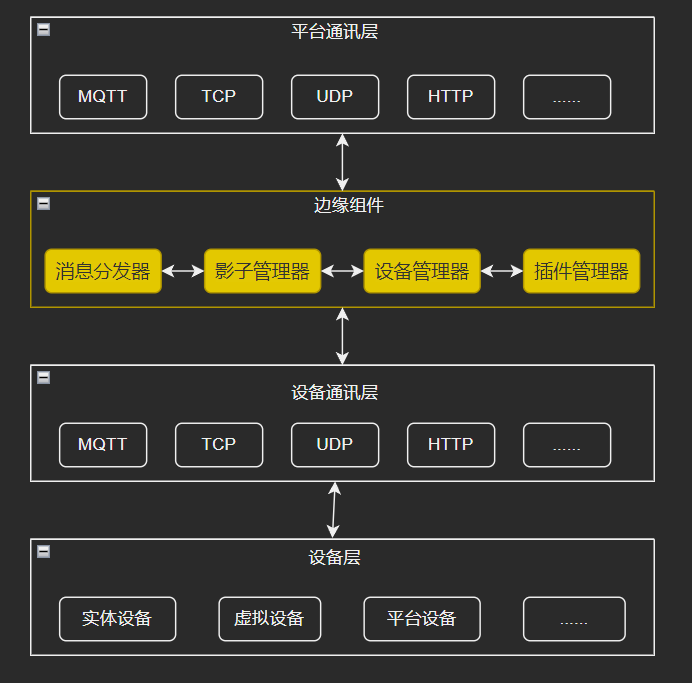 平台通讯层
MQTT TCP UDP HTTP ......
边缘组件
消息分发器 影子管理器 设备管理器 插件管理器
设备通讯层
MQTT TCP UDP HTTP ......
设备层
实体设备 虚拟设备 平台设备 ......